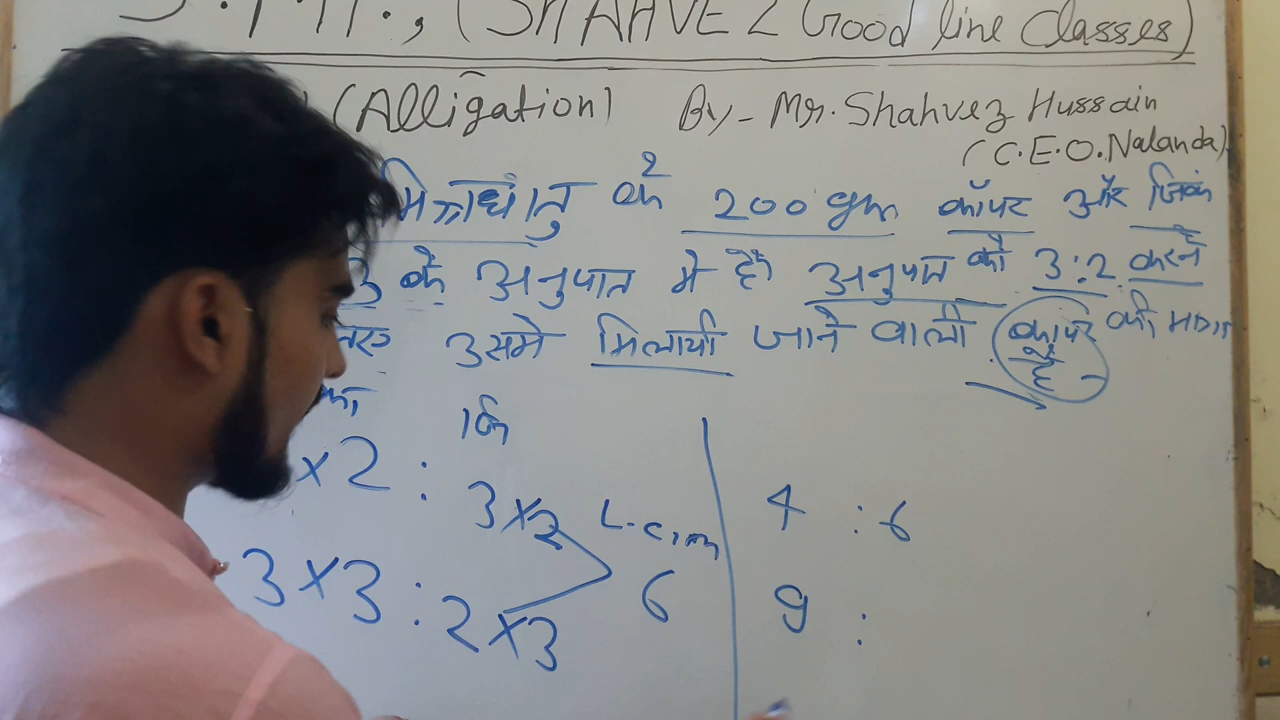 (SHAHVEZ Good line Classes)
(Alligation) By- Mr. Shahvez Hussain
(C.E.O. Nalanda)
मिश्रधातु के 200 gm कॉपर और जिंक
3 के अनुपात मे है। अनुपात को 3:2 करने
उसमे मिलायी जाने वाली कॉपर की मात्रा
है -
का
जिं
×2 : 3×2 L.C.M 4 : 6
3×3 : 2×3 6 9 :